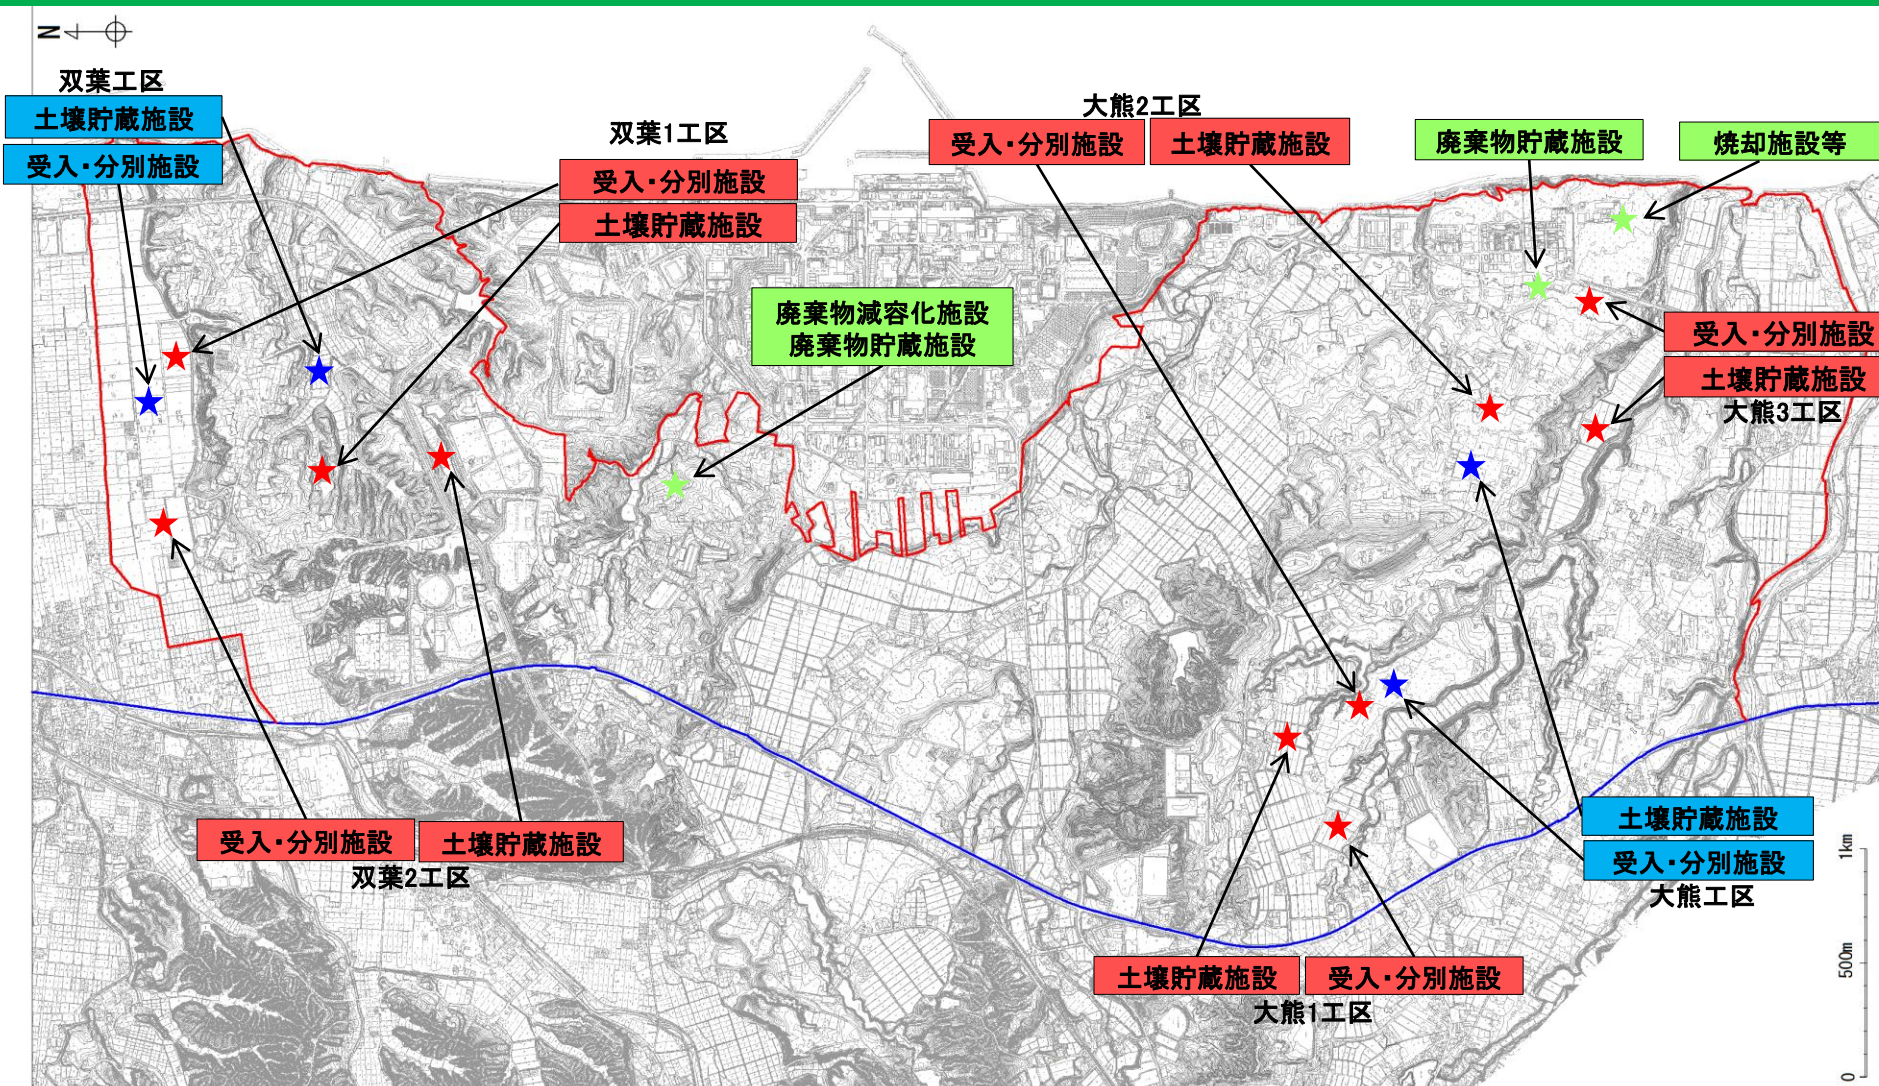 N
双葉工区
土壌貯蔵施設
受入・分別施設
双葉1工区
受入・分別施設
土壌貯蔵施設
大熊2工区
受入・分別施設
土壌貯蔵施設
廃棄物貯蔵施設
焼却施設等
廃棄物減容化施設
廃棄物貯蔵施設
受入・分別施設
土壌貯蔵施設
大熊3工区
受入・分別施設
土壌貯蔵施設
双葉2工区
土壌貯蔵施設
受入・分別施設
大熊工区
土壌貯蔵施設
受入・分別施設
大熊1工区
1km
500m
0